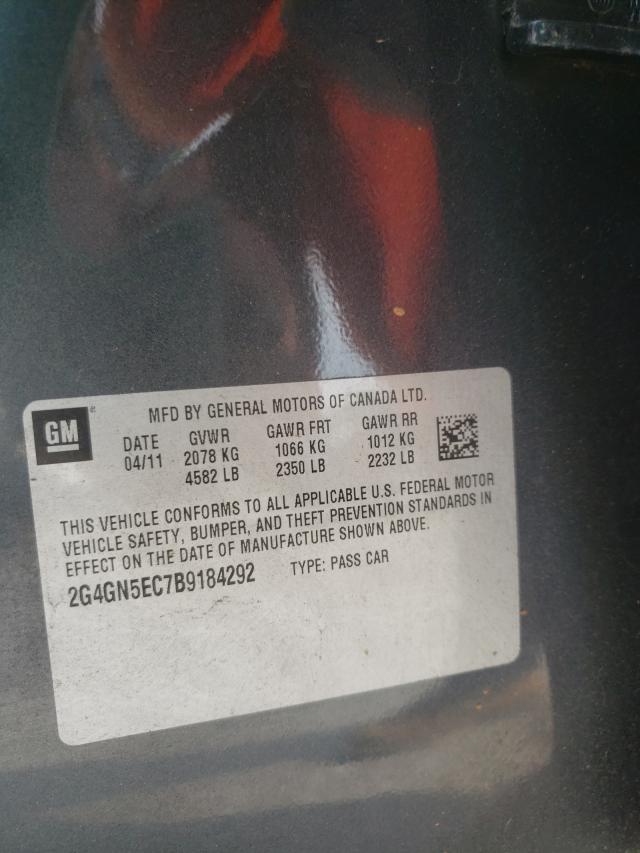 GM
MFD BY GENERAL MOTORS OF CANADA LTD.
DATE GVWR GAWR FRT GAWR RR
04/11 2078 KG 1066 KG 1012 KG
4582 LB 2350 LB 2232 LB
THIS VEHICLE CONFORMS TO ALL APPLICABLE U.S. FEDERAL MOTOR
VEHICLE SAFETY, BUMPER, AND THEFT PREVENTION STANDARDS IN
EFFECT ON THE DATE OF MANUFACTURE SHOWN ABOVE.
2G4GN5EC7B9184292 TYPE: PASS CAR